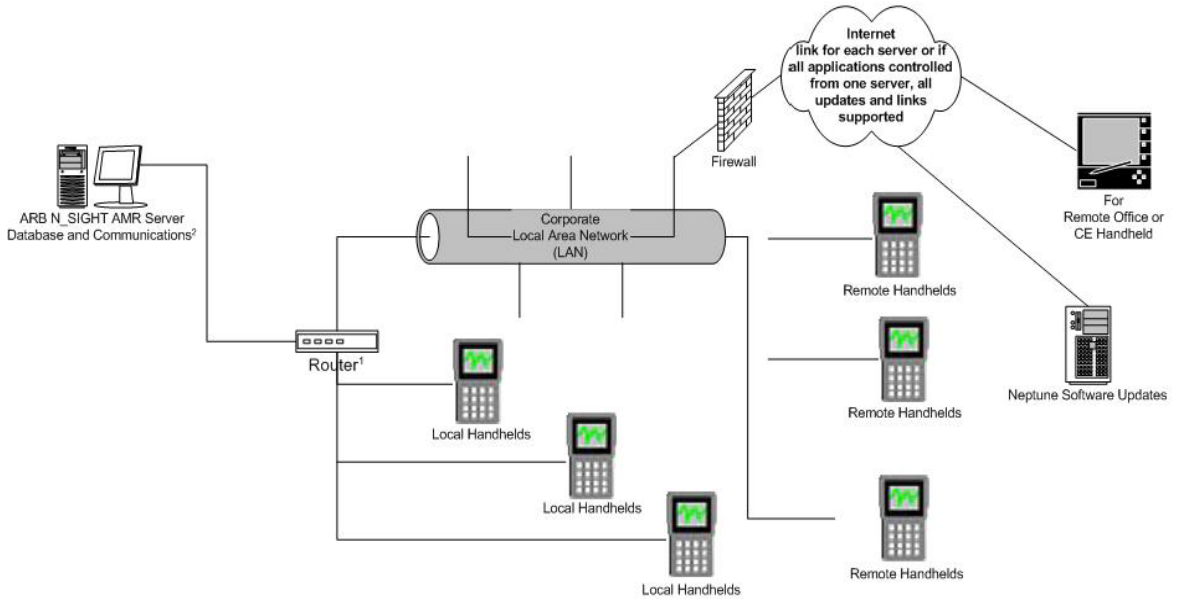 Internet
link for each server or if
all applications controlled
from one server, all
updates and links
supported
Firewall
For
Remote Office or
CE Handheld
ARB N_SIGHT AMR Server
Database and Communications²
Corporate
Local Area Network
(LAN)
Remote Handhelds
Router¹
Remote Handhelds
Neptune Software Updates
Local Handhelds
Local Handhelds
Remote Handhelds
Local Handhelds